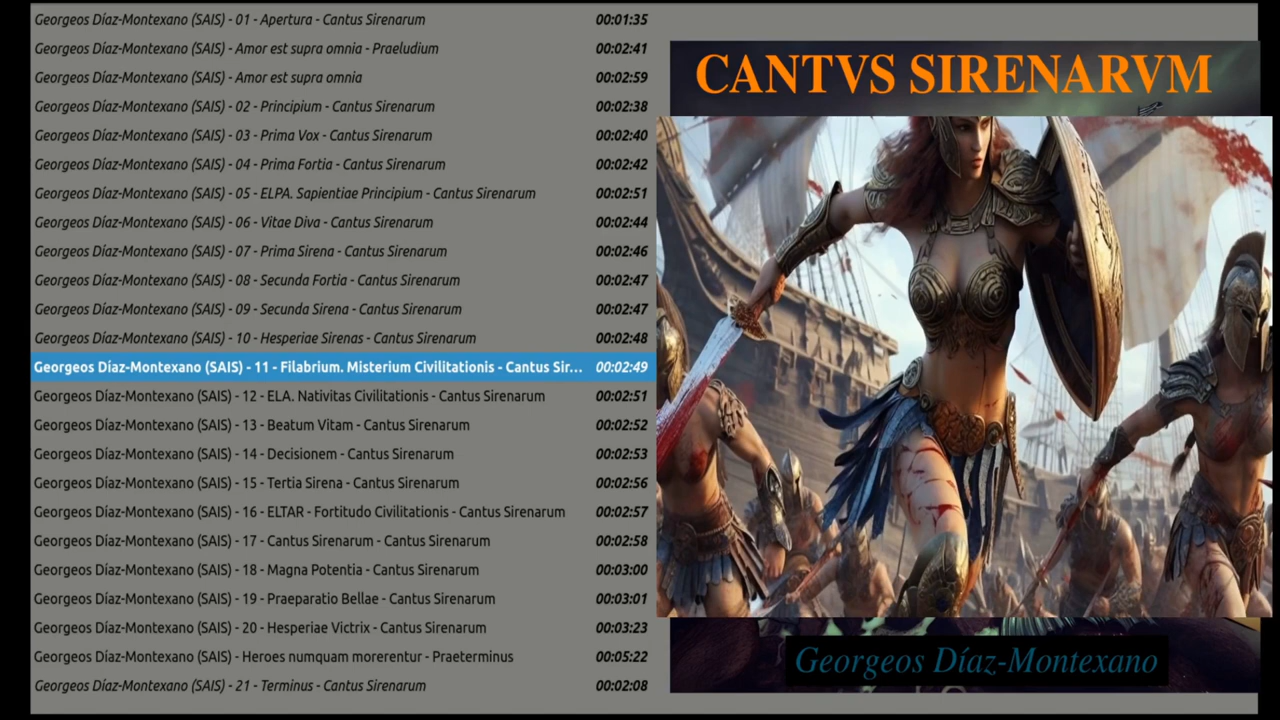 Georgeos Díaz-Montexano (SAIS) - 01 - Apertura - Cantus Sirenarum 00:01:35
Georgeos Díaz-Montexano (SAIS) - Amor est supra omnia - Praeludium 00:02:41
Georgeos Díaz-Montexano (SAIS) - Amor est supra omnia 00:02:59
Georgeos Díaz-Montexano (SAIS) - 02 - Principium - Cantus Sirenarum 00:02:38
Georgeos Díaz-Montexano (SAIS) - 03 - Prima Vox - Cantus Sirenarum 00:02:40
Georgeos Díaz-Montexano (SAIS) - 04 - Prima Fortia - Cantus Sirenarum 00:02:42
Georgeos Díaz-Montexano (SAIS) - 05 - ELPA. Sapientiae Principium - Cantus Sirenarum 00:02:51
Georgeos Díaz-Montexano (SAIS) - 06 - Vitae Diva - Cantus Sirenarum 00:02:44
Georgeos Díaz-Montexano (SAIS) - 07 - Prima Sirena - Cantus Sirenarum 00:02:46
Georgeos Díaz-Montexano (SAIS) - 08 - Secunda Fortia - Cantus Sirenarum 00:02:47
Georgeos Díaz-Montexano (SAIS) - 09 - Secunda Sirena - Cantus Sirenarum 00:02:47
Georgeos Díaz-Montexano (SAIS) - 10 - Hesperiae Sirenas - Cantus Sirenarum 00:02:48
Georgeos Díaz-Montexano (SAIS) - 11 - Filabrium. Misterium Civilitationis - Cantus Sir... 00:02:49
Georgeos Díaz-Montexano (SAIS) - 12 - ELA. Nativitas Civilitationis - Cantus Sirenarum 00:02:51
Georgeos Díaz-Montexano (SAIS) - 13 - Beatum Vitam - Cantus Sirenarum 00:02:52
Georgeos Díaz-Montexano (SAIS) - 14 - Decisionem - Cantus Sirenarum 00:02:53
Georgeos Díaz-Montexano (SAIS) - 15 - Tertia Sirena - Cantus Sirenarum 00:02:56
Georgeos Díaz-Montexano (SAIS) - 16 - ELTAR - Fortitudo Civilitationis - Cantus Sirenarum 00:02:57
Georgeos Díaz-Montexano (SAIS) - 17 - Cantus Sirenarum - Cantus Sirenarum 00:02:58
Georgeos Díaz-Montexano (SAIS) - 18 - Magna Potentia - Cantus Sirenarum 00:03:00
Georgeos Díaz-Montexano (SAIS) - 19 - Praeparatio Bellae - Cantus Sirenarum 00:03:01
Georgeos Díaz-Montexano (SAIS) - 20 - Hesperiae Victrix - Cantus Sirenarum 00:03:23
Georgeos Díaz-Montexano (SAIS) - Heroes numquam morerentur - Praeterminus 00:05:22
Georgeos Díaz-Montexano (SAIS) - 21 - Terminus - Cantus Sirenarum 00:02:08
CANTVS SIRENARVM
Georgeos Díaz-Montexano